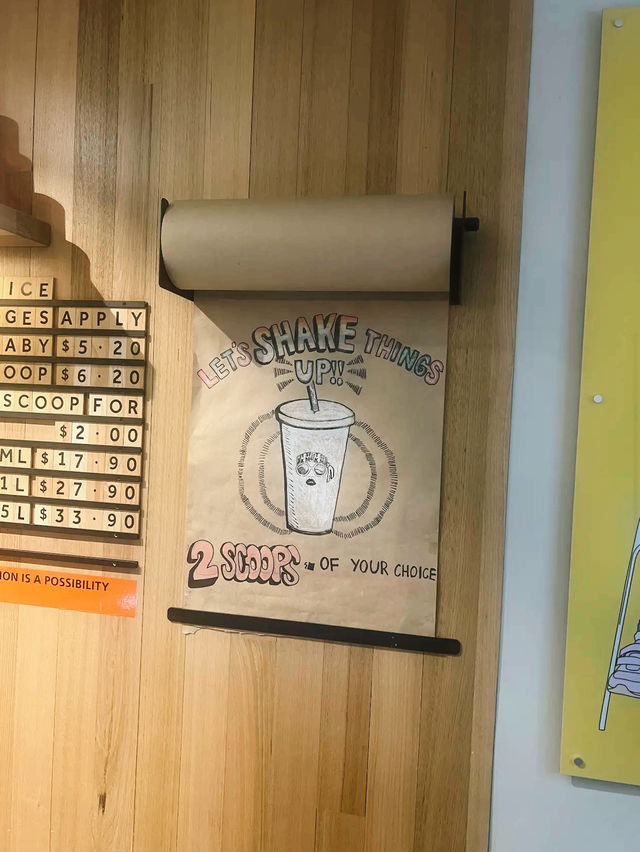 ICE
GES APPLY
ABY $5.20
OOP $6.20
SCOOP FOR
$2.00
ML $17.90
1L $27.90
5L $33.90
ION IS A POSSIBILITY
LET'S SHAKE THINGS
UP!!
2 SCOOPS OF YOUR CHOICE